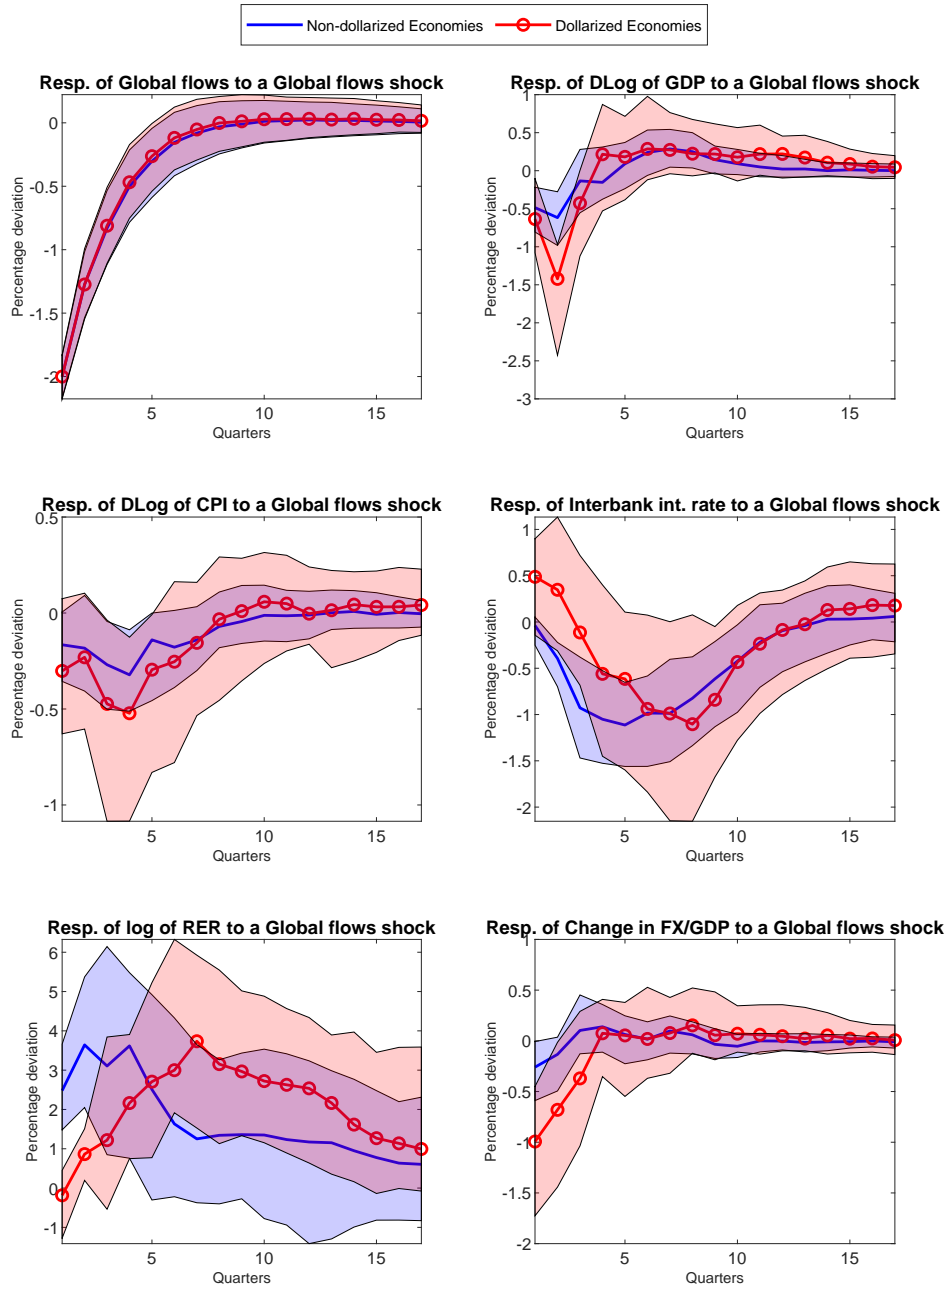 Non-dollarized Economies Dollarized Economies
Resp. of Global flows to a Global flows shock
Percentage deviation
0
-0.5
-1
-1.5
-2
5 10 15
Quarters
Resp. of DLog of GDP to a Global flows shock
Percentage deviation
1
0.5
0
-0.5
-1
-1.5
-2
-2.5
-3
5 10 15
Quarters
Resp. of DLog of CPI to a Global flows shock
Percentage deviation
0.5
0
-0.5
-1
5 10 15
Quarters
Resp. of Interbank int. rate to a Global flows shock
Percentage deviation
1
0.5
0
-0.5
-1
-1.5
-2
5 10 15
Quarters
Resp. of log of RER to a Global flows shock
Percentage deviation
6
5
4
3
2
1
0
-1
5 10 15
Quarters
Resp. of Change in FX/GDP to a Global flows shock
Percentage deviation
1
0.5
0
-0.5
-1
-1.5
-2
5 10 15
Quarters